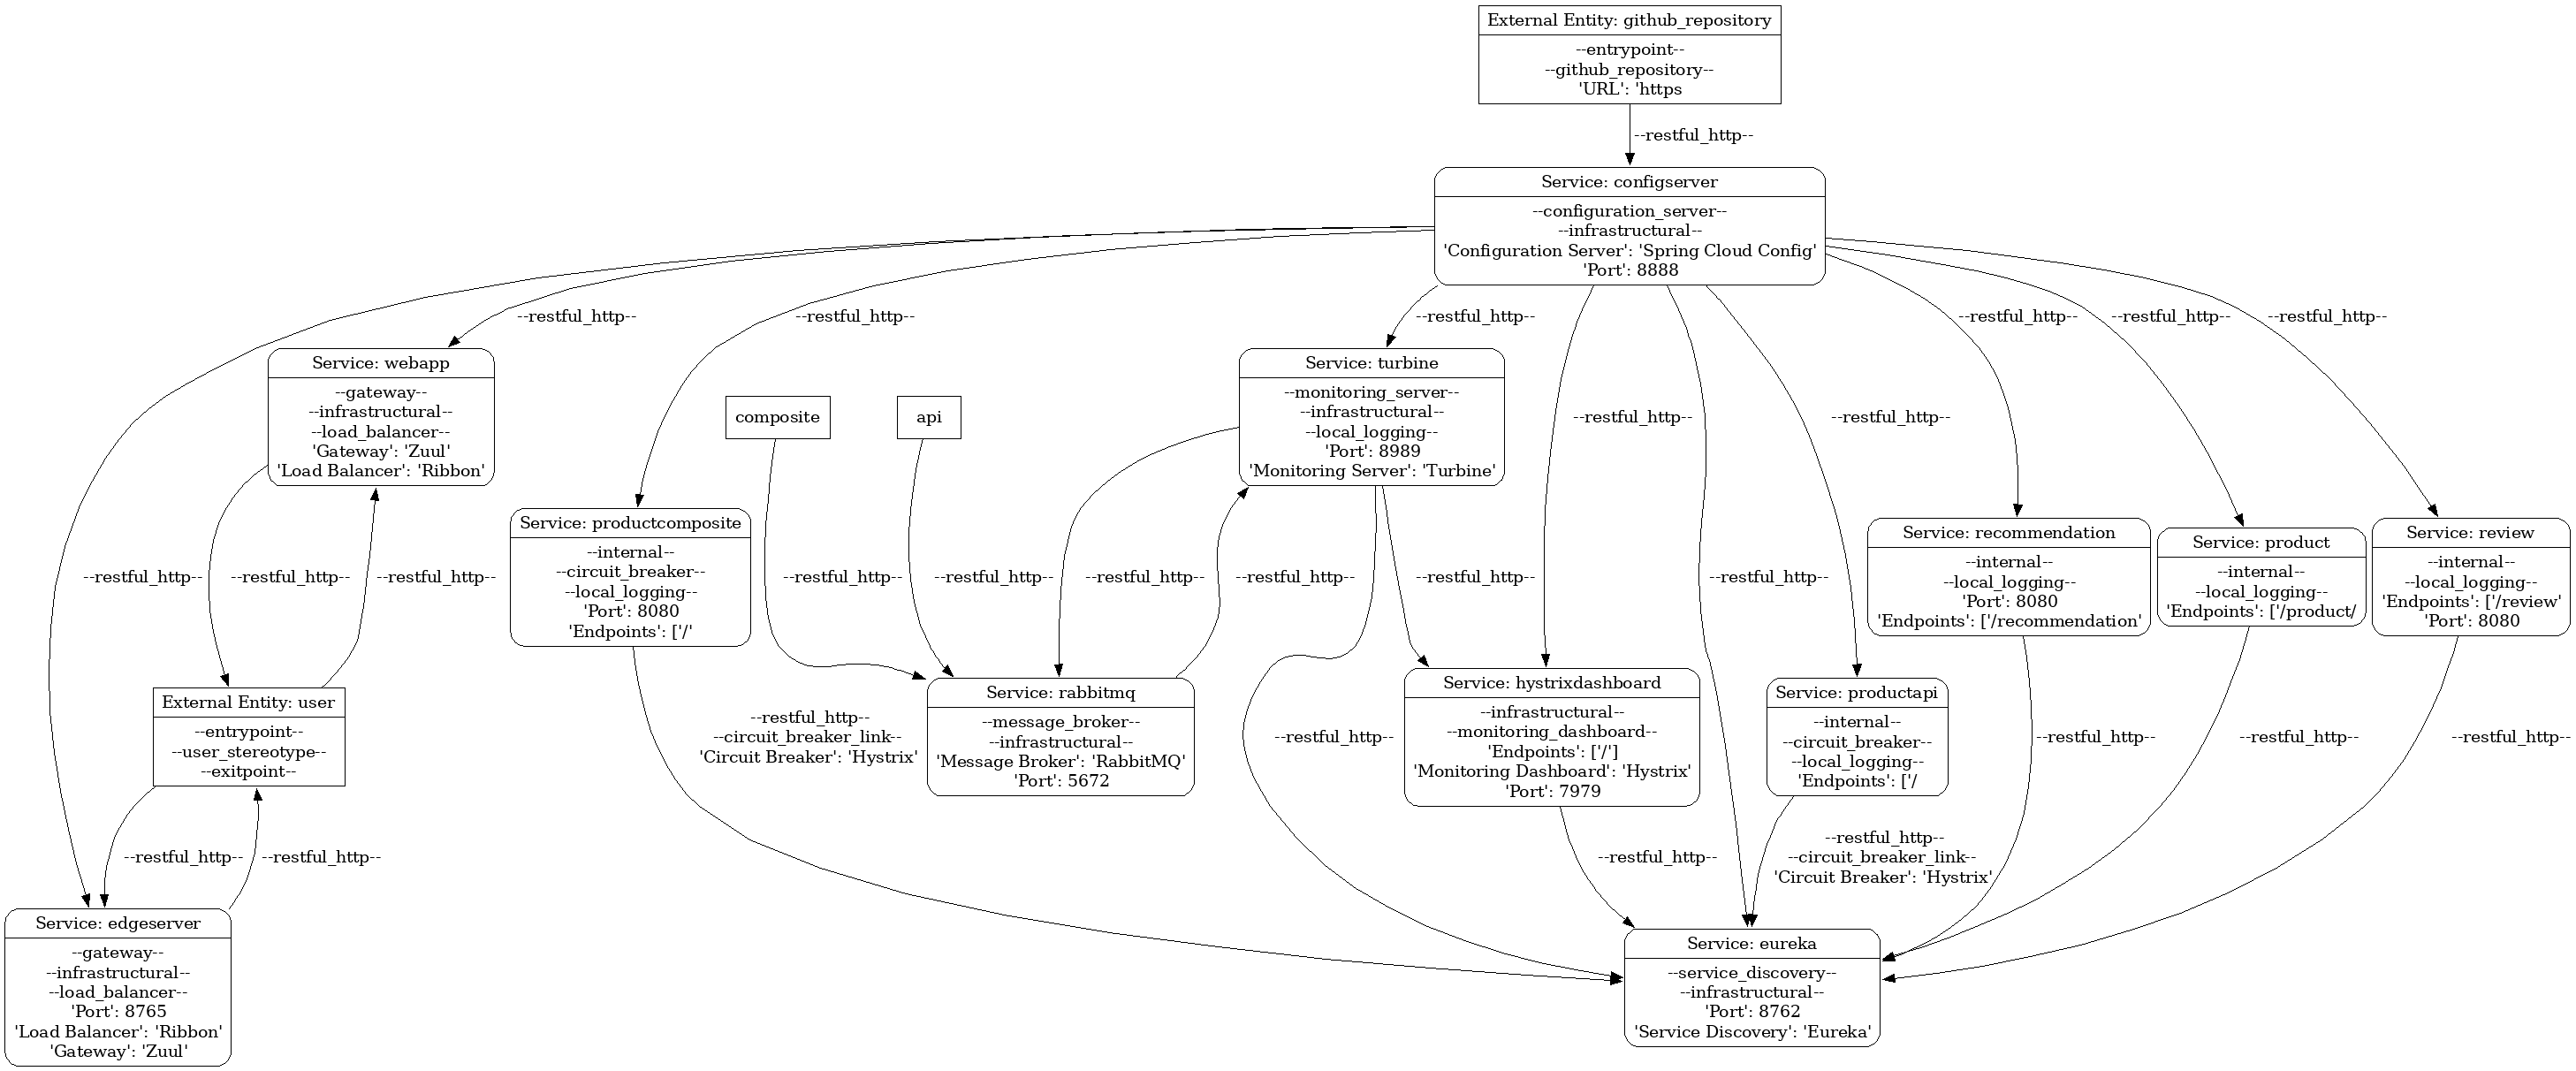 External Entity: github_repository
--entrypoint--
--github_repository--
'URL': 'https
--restful_http--
Service: configserver
--configuration_server--
--infrastructural--
'Configuration Server': 'Spring Cloud Config'
'Port': 8888
--restful_http--
--restful_http--
--restful_http--
--restful_http--
--restful_http--
--restful_http--
Service: webapp
--gateway--
--infrastructural--
--load_balancer--
'Gateway': 'Zuul'
'Load Balancer': 'Ribbon'
composite
api
Service: turbine
--monitoring_server--
--infrastructural--
--local_logging--
'Port': 8989
'Monitoring Server': 'Turbine'
--restful_http--
--restful_http--
--restful_http--
--restful_http--
--restful_http--
Service: productcomposite
--internal--
--circuit_breaker--
--local_logging--
'Port': 8080
'Endpoints': ['/'
--restful_http--
--restful_http--
--restful_http--
--restful_http--
--restful_http--
--restful_http--
Service: recommendation
--internal--
--local_logging--
'Port': 8080
'Endpoints': ['/recommendation'
Service: product
--internal--
--local_logging--
'Endpoints': ['/product/
Service: review
--internal--
--local_logging--
'Endpoints': ['/review'
'Port': 8080
External Entity: user
--entrypoint--
--user_stereotype--
--exitpoint--
--restful_http--
--circuit_breaker_link--
'Circuit Breaker': 'Hystrix'
Service: rabbitmq
--message_broker--
--infrastructural--
'Message Broker': 'RabbitMQ'
'Port': 5672
--restful_http--
Service: hystrixdashboard
--infrastructural--
--monitoring_dashboard--
'Endpoints': ['/']
'Monitoring Dashboard': 'Hystrix'
'Port': 7979
Service: productapi
--internal--
--circuit_breaker--
--local_logging--
'Endpoints': ['/
--restful_http--
--restful_http--
--restful_http--
--restful_http--
--restful_http--
--restful_http--
--restful_http--
--circuit_breaker_link--
'Circuit Breaker': 'Hystrix'
Service: edgeserver
--gateway--
--infrastructural--
--load_balancer--
'Port': 8765
'Load Balancer': 'Ribbon'
'Gateway': 'Zuul'
Service: eureka
--service_discovery--
--infrastructural--
'Port': 8762
'Service Discovery': 'Eureka'